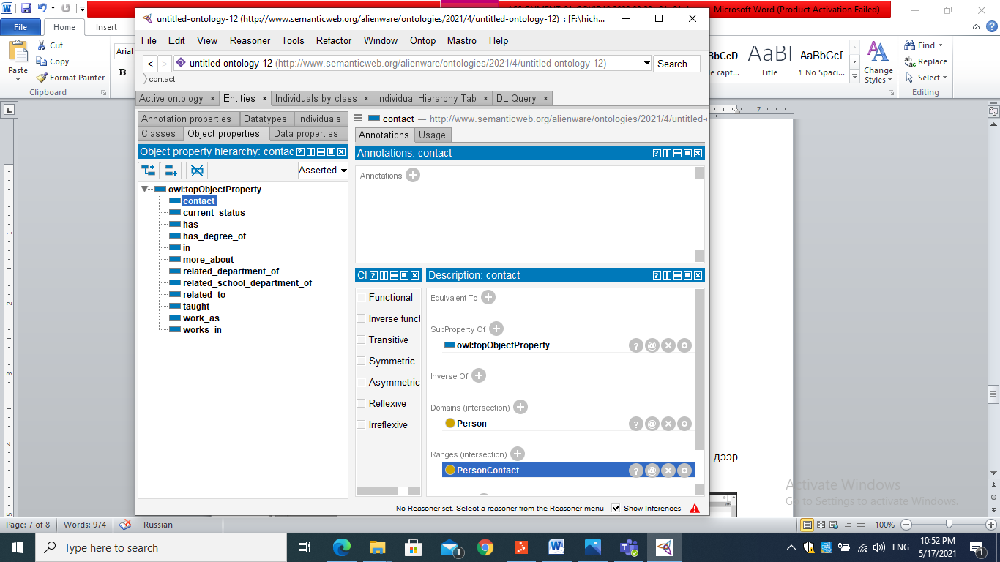 ASSIGNMENT
Microsoft Word (Product Activation Failed)
File
Home
Insert
Cut
Copy
Format Painter
Paste
Clipboard
Arial
B
untitled-ontology-12 (http://www.semanticweb.org/alienware/ontologies/2021/4/untitled-ontology-12) : [F:\hich...
File Edit View Reasoner Tools Refactor Window Ontop Mastro Help
< > untitled-ontology-12 (http://www.semanticweb.org/alienware/ontologies/2021/4/untitled-ontology-12) Search...
contact
Active ontology × Entities × Individuals by class × Individual Hierarchy Tab × DL Query ×
Annotation properties Datatypes Individuals
Classes Object properties Data properties
Object property hierarchy: contac
Asserted
owl:topObjectProperty
contact
current_status
has
has_degree_of
in
more_about
related_department_of
related_school_department_of
related_to
taught
work_as
works_in
contact — http://www.semanticweb.org/alienware/ontologies/2021/4/untitled-
Annotations Usage
Annotations: contact
Annotations
Functional
Inverse funct
Transitive
Symmetric
Asymmetric
Reflexive
Irreflexive
Description: contact
Equivalent To
SubProperty Of
owl:topObjectProperty
Inverse Of
Domains (intersection)
Person
Ranges (intersection)
PersonContact
No Reasoner set. Select a reasoner from the Reasoner menu Show Inferences
AaBl AaBbCcD
e capt... Title ¶ No Spaci...
Change
Styles
Find
Replace
Select
Editing
7
1
2
3
4
5
дээр
Activate Windows
Go to Settings to activate Windows.
Page: 7 of 8 Words: 974 Russian 100%
Type here to search
1
ENG
10:52 PM
5/17/2021
1